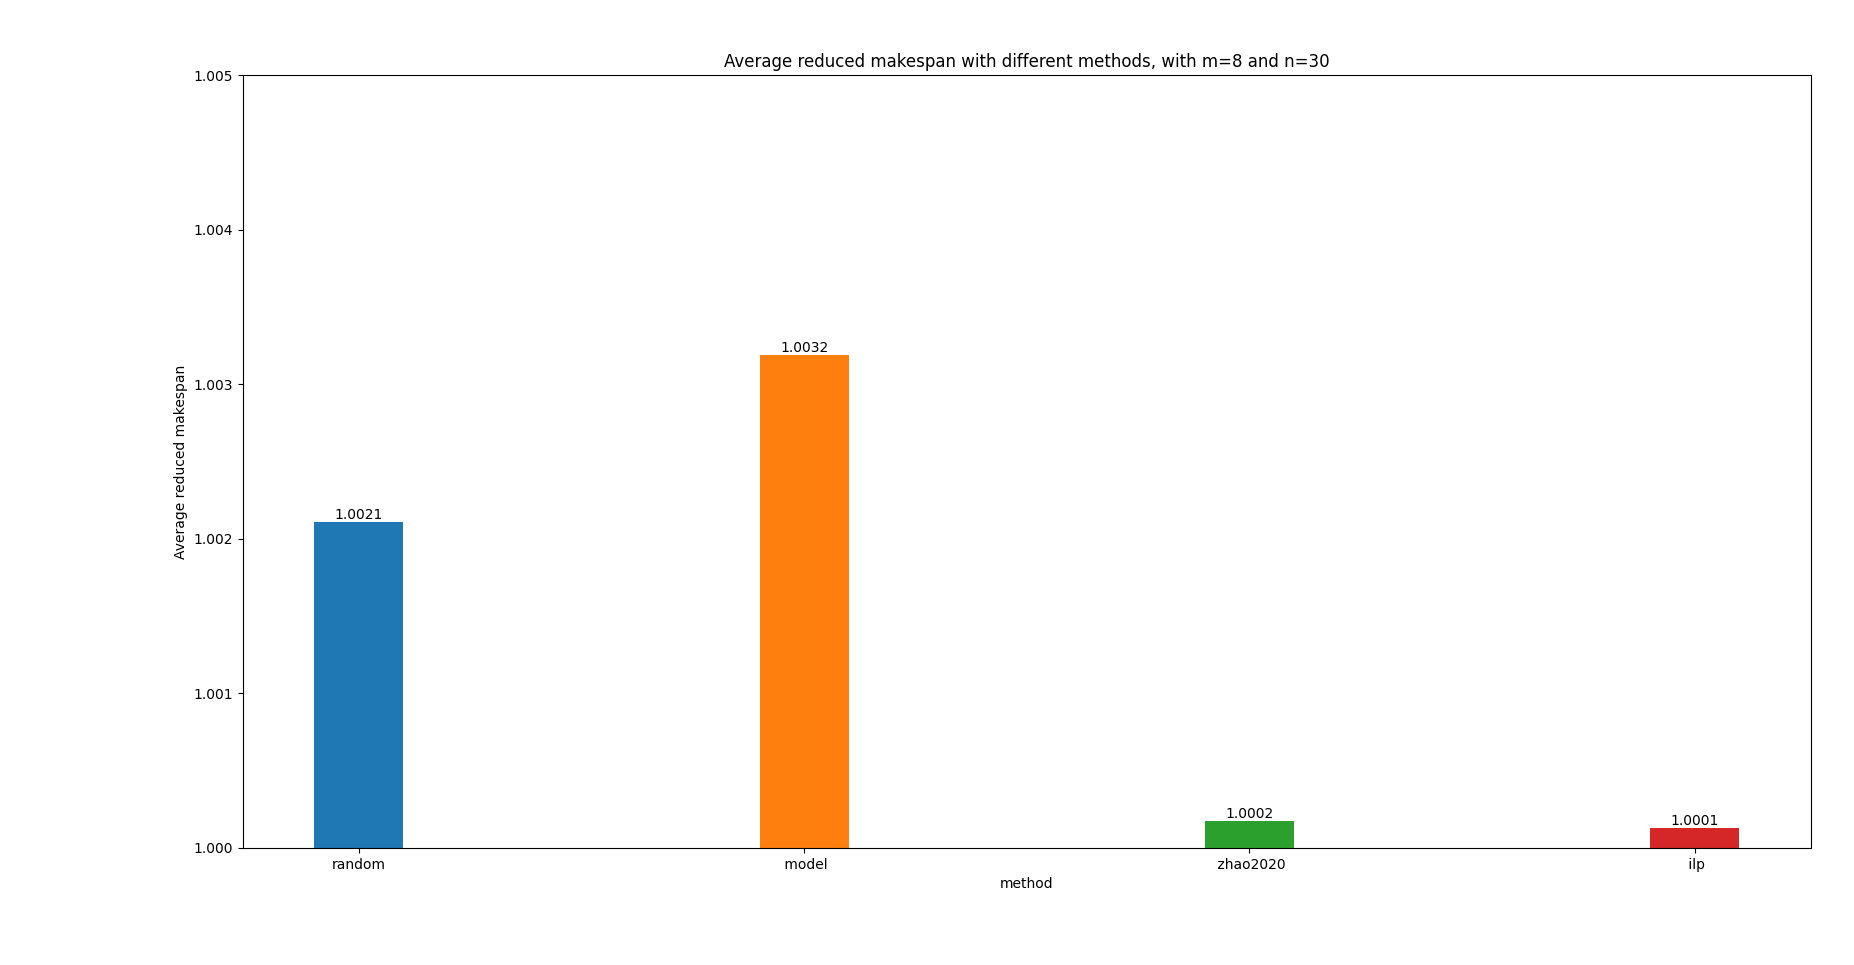 Average reduced makespan with different methods, with m=8 and n=30
1.005
1.004
1.003
1.002
1.001
1.000
Average reduced makespan
1.0021
1.0032
1.0002
1.0001
random
model
zhao2020
ilp
method